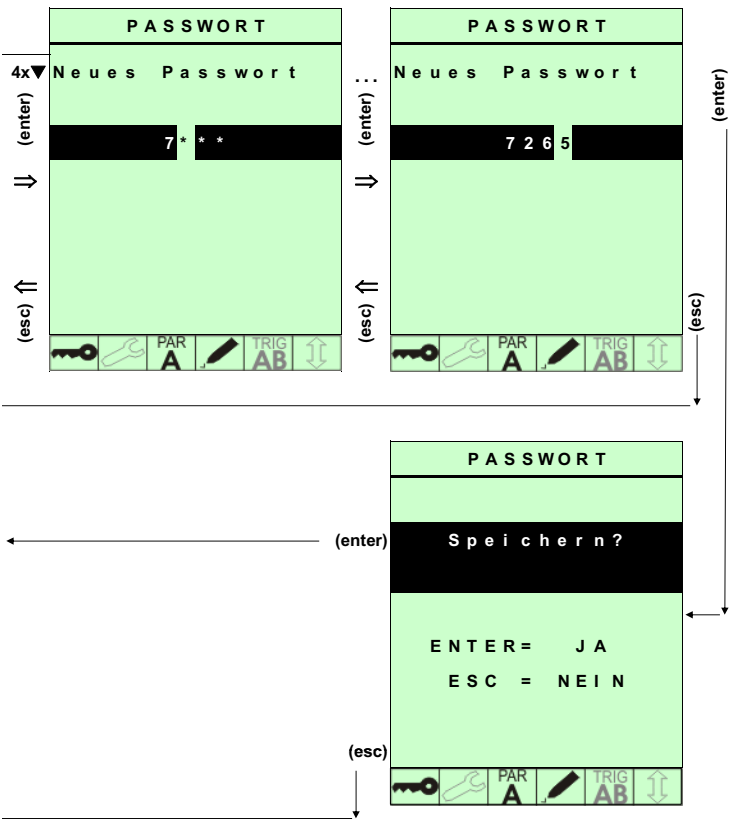 PASSWORT
4x▼
Neues Passwort
(enter)
7***
⇒
⇐
(esc)
PAR
A
TRIG
AB
...
(enter)
⇒
⇐
(esc)
PASSWORT
Neues Passwort
7265
PAR
A
TRIG
AB
(enter)
(esc)
PASSWORT
(enter)
Speichern?
ENTER= JA
ESC = NEIN
(esc)
PAR
A
TRIG
AB